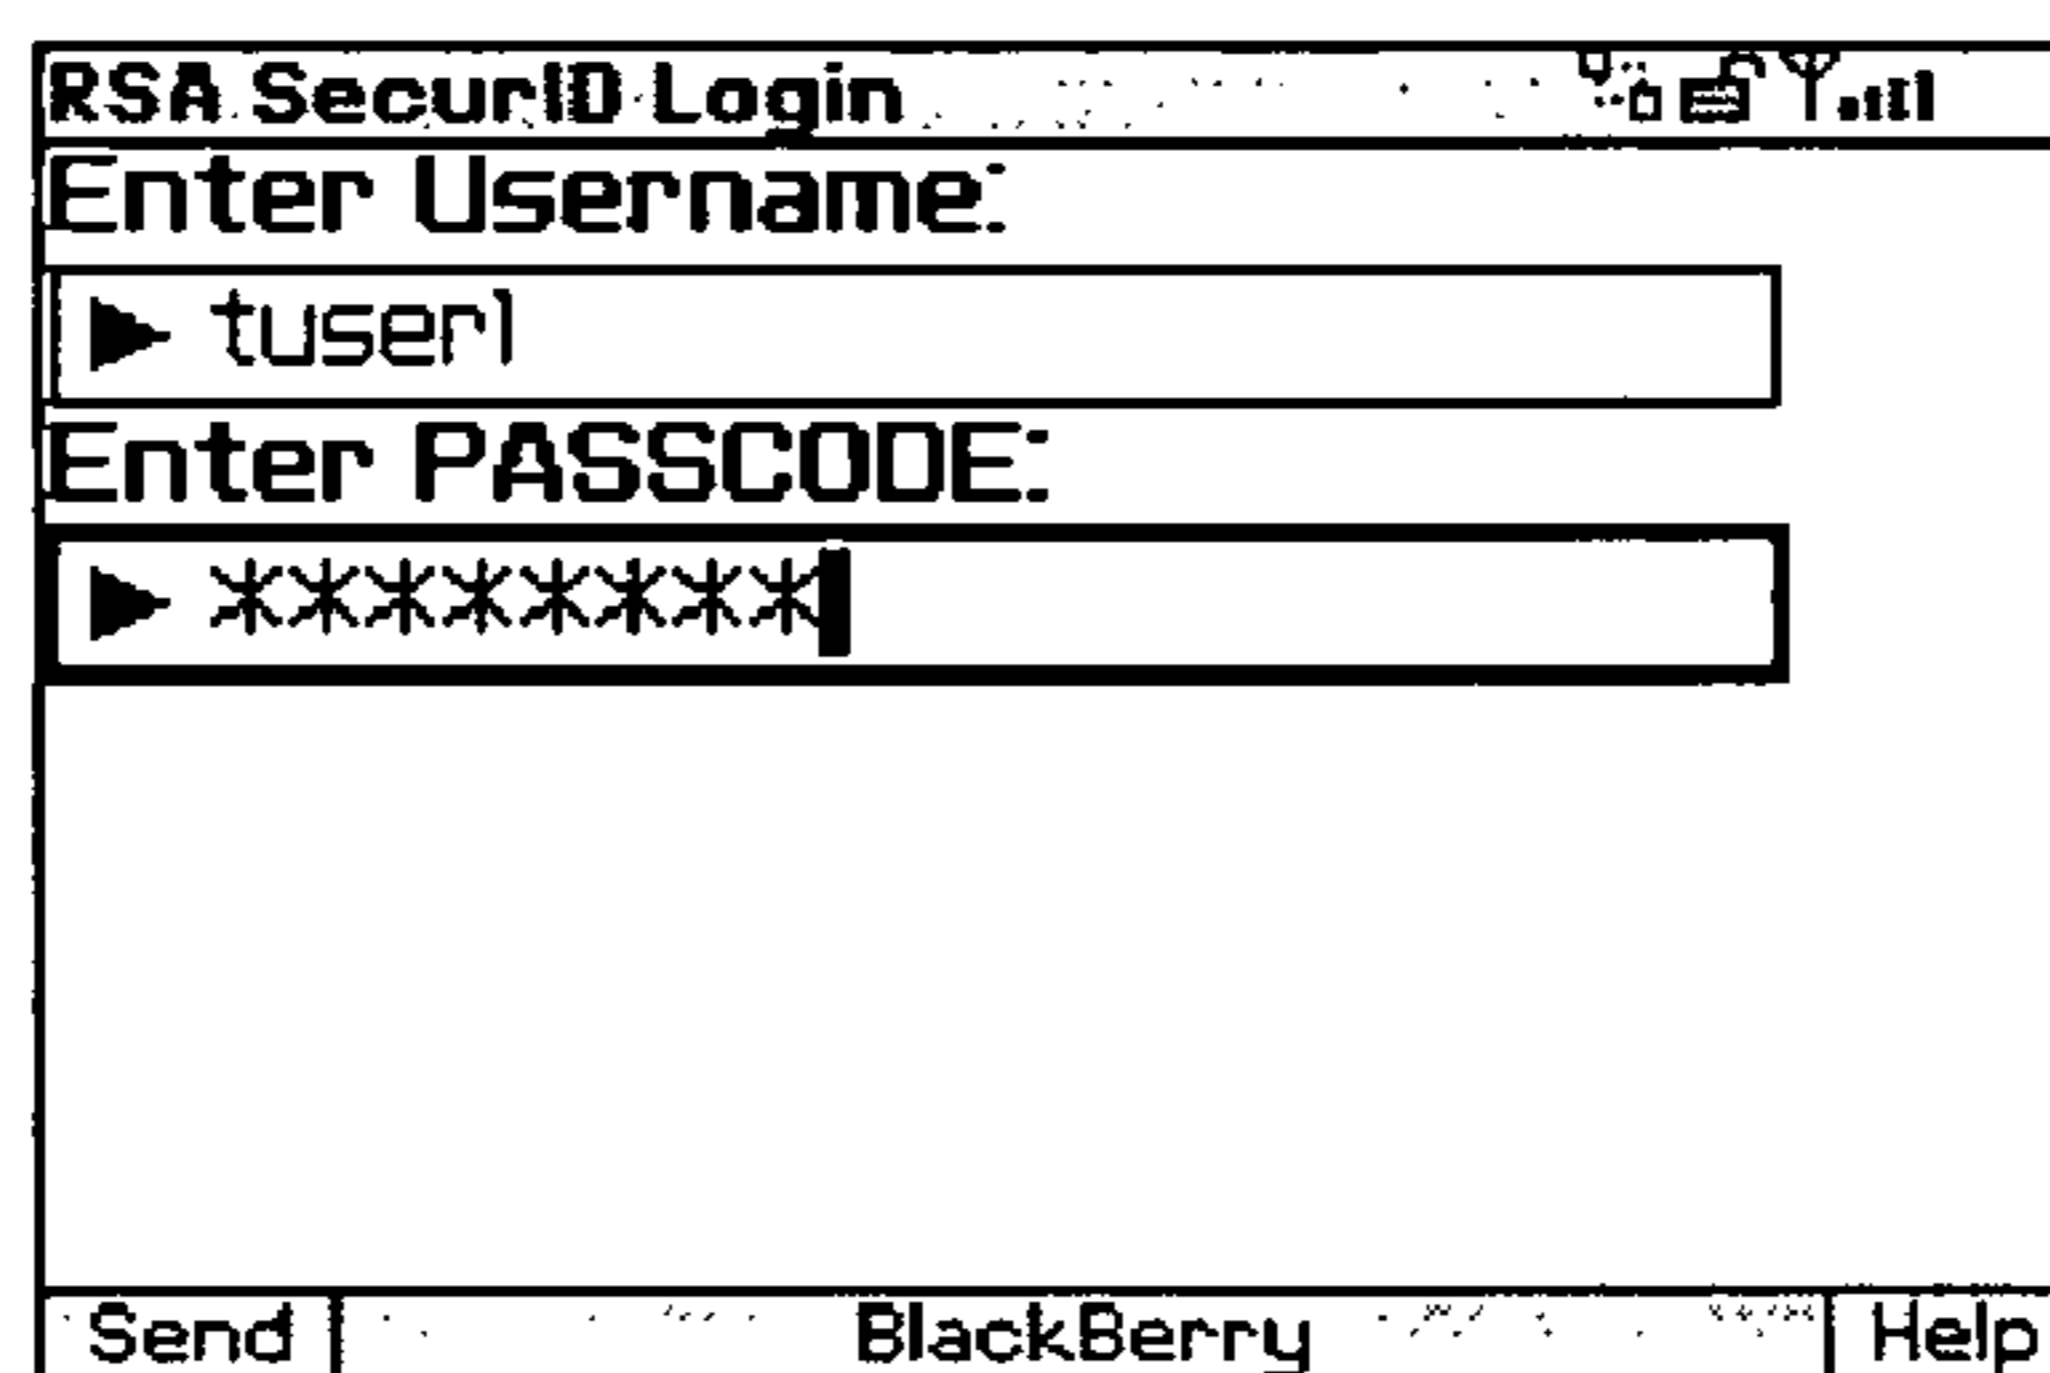 RSA SecurID Login
Enter Username:
tuser1
Enter PASSCODE:
********
Send BlackBerry Help